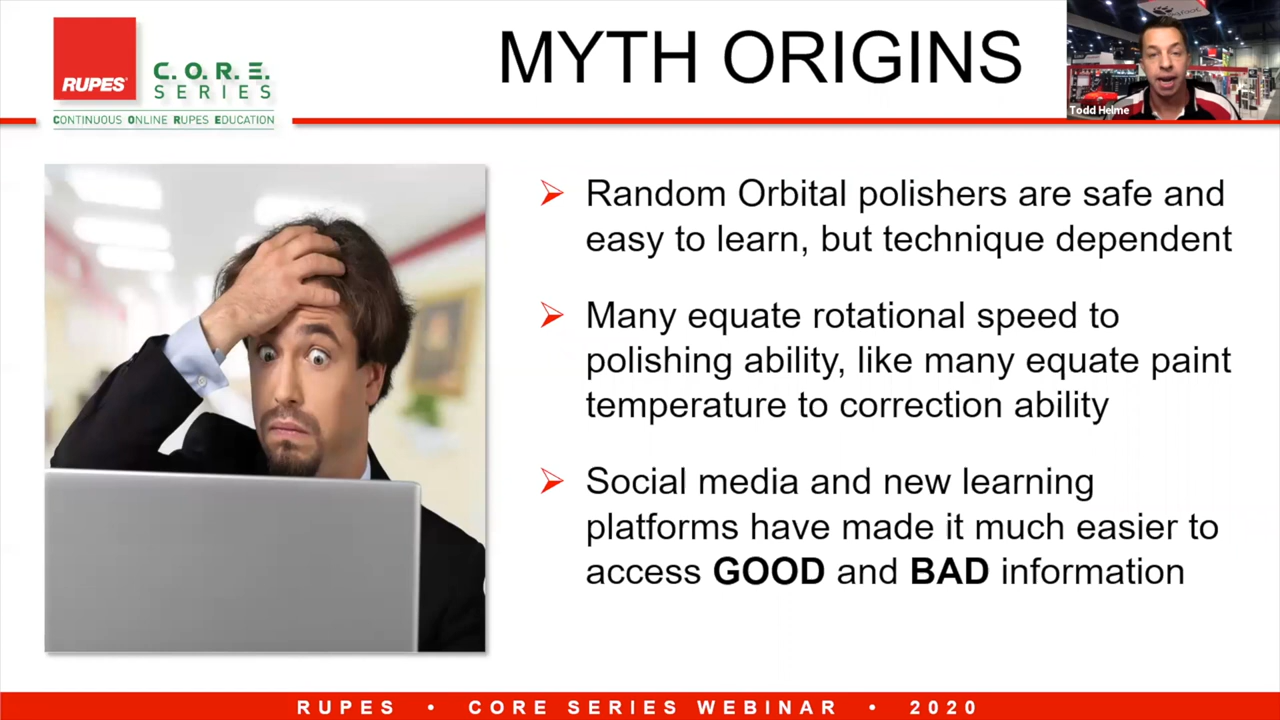 MYTH ORIGINS
RUPES
C.O.R.E.
SERIES
CONTINUOUS ONLINE RUPES EDUCATION
Todd Helme
Random Orbital polishers are safe and
easy to learn, but technique dependent
Many equate rotational speed to
polishing ability, like many equate paint
temperature to correction ability
Social media and new learning
platforms have made it much easier to
access GOOD and BAD information
RUPES • CORE SERIES WEBINAR • 2020